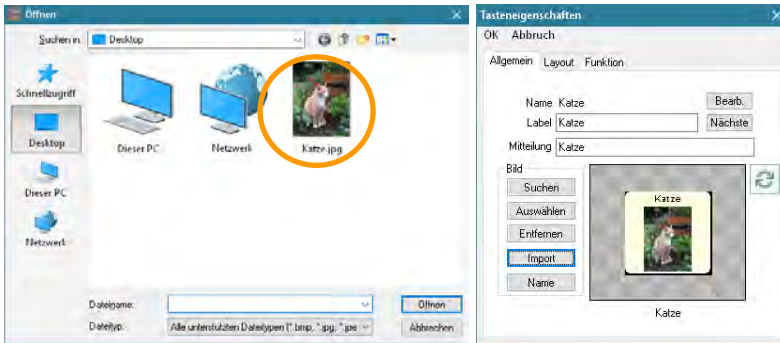 Öffnen
Suchen in:
Desktop
Schnellzugriff
Desktop
Dieser PC
Netzwerk
Dieser PC
Netzwerk
Katze.jpg
Dateiname:
Öffnen
Dateityp:
Alle unterstützten Dateitypen (*.bmp, *.jpg, *.jpe
Abbrechen
Tasteneigenschaften
OK Abbruch
Allgemein Layout Funktion
Name Katze
Bearb.
Label Katze
Nächste
Mitteilung Katze
Bild
Suchen
Auswählen
Entfernen
Import
Name
Katze
Katze